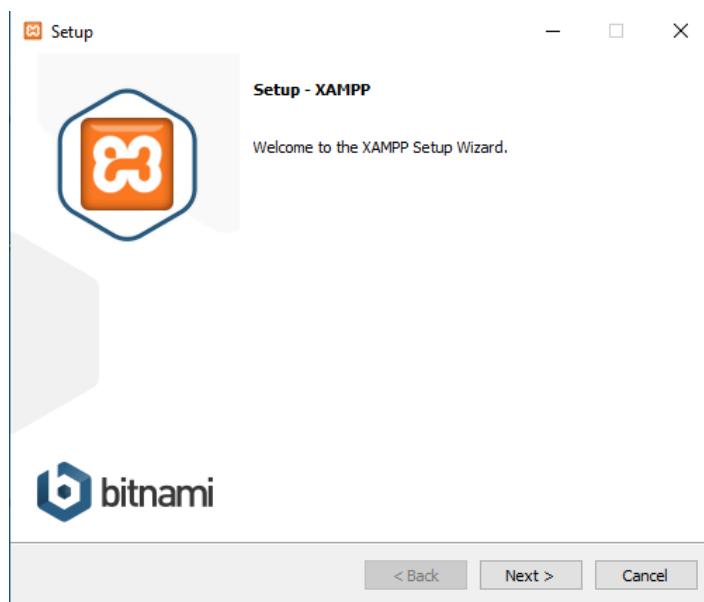 Setup
Setup - XAMPP
Welcome to the XAMPP Setup Wizard.
bitnami
< Back
Next >
Cancel